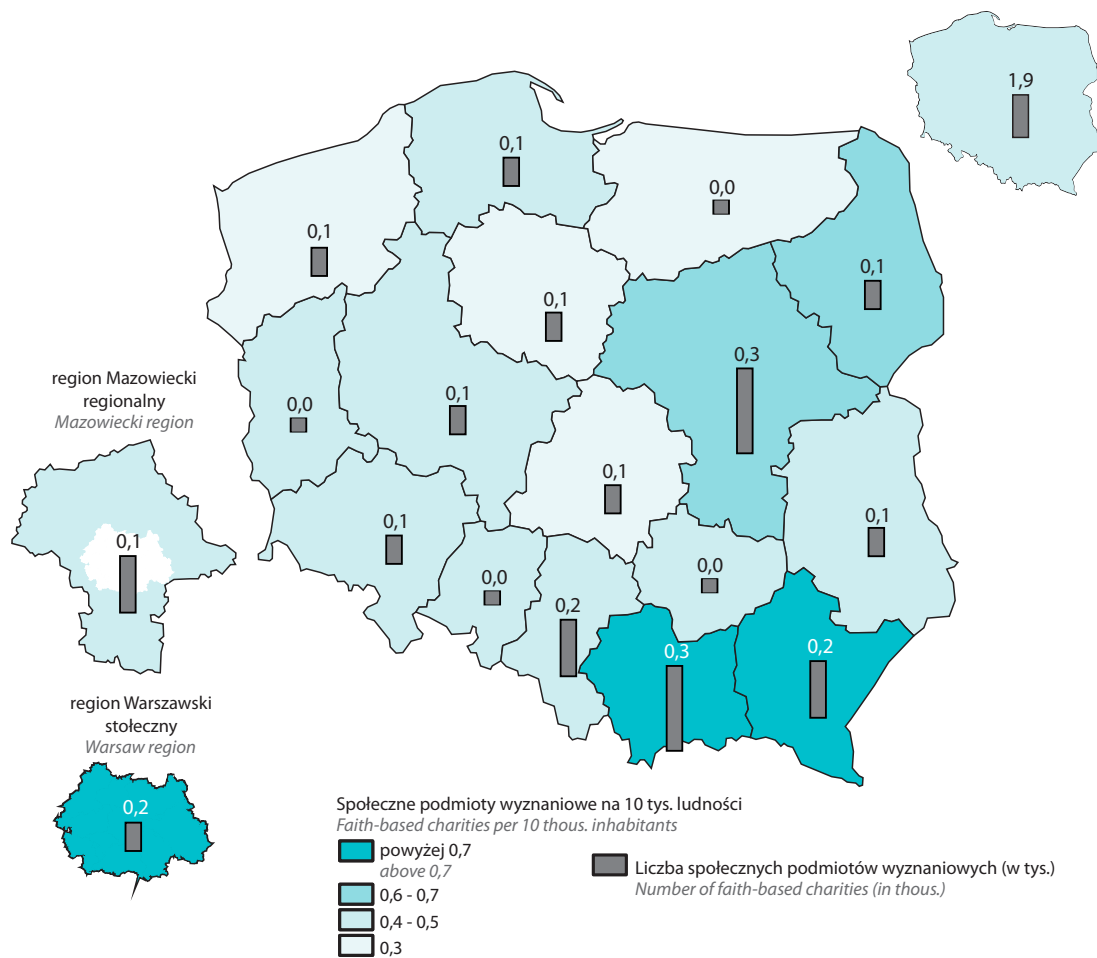 1,9
0,1
0,0
0,1
0,1
0,1
0,3
region Mazowiecki
regionalny
Mazowiecki region
0,0
0,1
0,1
0,1
0,1
0,1
0,0
0,0
0,2
0,3
0,2
region Warszawski
stołeczny
Warsaw region
0,2
Społeczne podmioty wyznaniowe na 10 tys. ludności
Faith-based charities per 10 thous. inhabitants
powyżej 0,7
above 0,7
0,6 - 0,7
0,4 - 0,5
0,3
Liczba społecznych podmiotów wyznaniowych (w tys.)
Number of faith-based charities (in thous.)